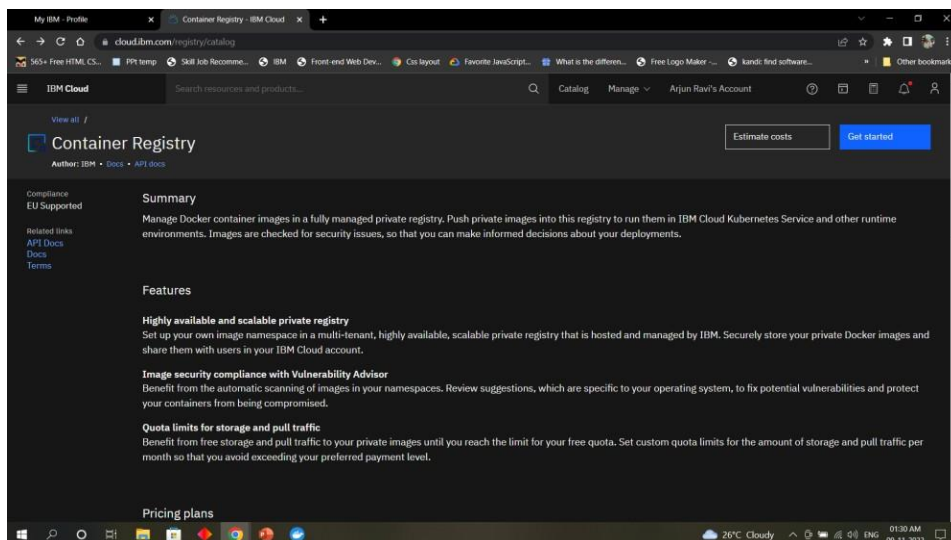 My IBM - Profile
Container Registry - IBM Cloud
cloud.ibm.com/registry/catalog
565+ Free HTML, CS...
PPt temp
Skill Job Recomme...
IBM
Front-end Web Dev...
Css layout
Favorite JavaScript...
What is the differen...
Free Logo Maker -...
kandi: find software...
»
Other bookmark
IBM Cloud
Search resources and products...
Catalog
Manage
Arjun Ravi's Account
View all /
Container Registry
Author: IBM • Docs • API docs
Estimate costs
Get started
Compliance
EU Supported
Related links
API Docs
Docs
Terms
Summary
Manage Docker container images in a fully managed private registry. Push private images into this registry to run them in IBM Cloud Kubernetes Service and other runtime
environments. Images are checked for security issues, so that you can make informed decisions about your deployments.
Features
Highly available and scalable private registry
Set up your own image namespace in a multi-tenant, highly available, scalable private registry that is hosted and managed by IBM. Securely store your private Docker images and
share them with users in your IBM Cloud account.
Image security compliance with Vulnerability Advisor
Benefit from the automatic scanning of images in your namespaces. Review suggestions, which are specific to your operating system, to fix potential vulnerabilities and protect
your containers from being compromised.
Quota limits for storage and pull traffic
Benefit from free storage and pull traffic to your private images until you reach the limit for your free quota. Set custom quota limits for the amount of storage and pull traffic per
month so that you avoid exceeding your preferred payment level.
Pricing plans
26°C Cloudy
ENG
01:30 AM